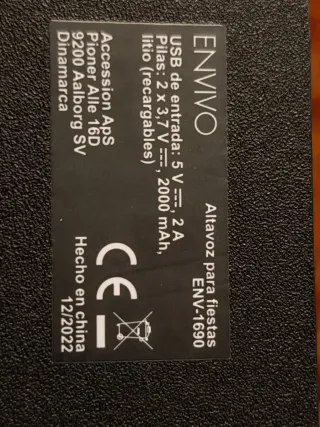 ENVIVO
Altavoz para fiestas
ENV-1690
USB de entrada: 5 V⎓, 2 A
Pilas: 2 x 3,7 V⎓, 2000 mAh,
litio (recargables)
Accession ApS
Pioner Alle 16D
9200 Aalborg SV
Dinamarca
CE
Hecho en china
12/2022